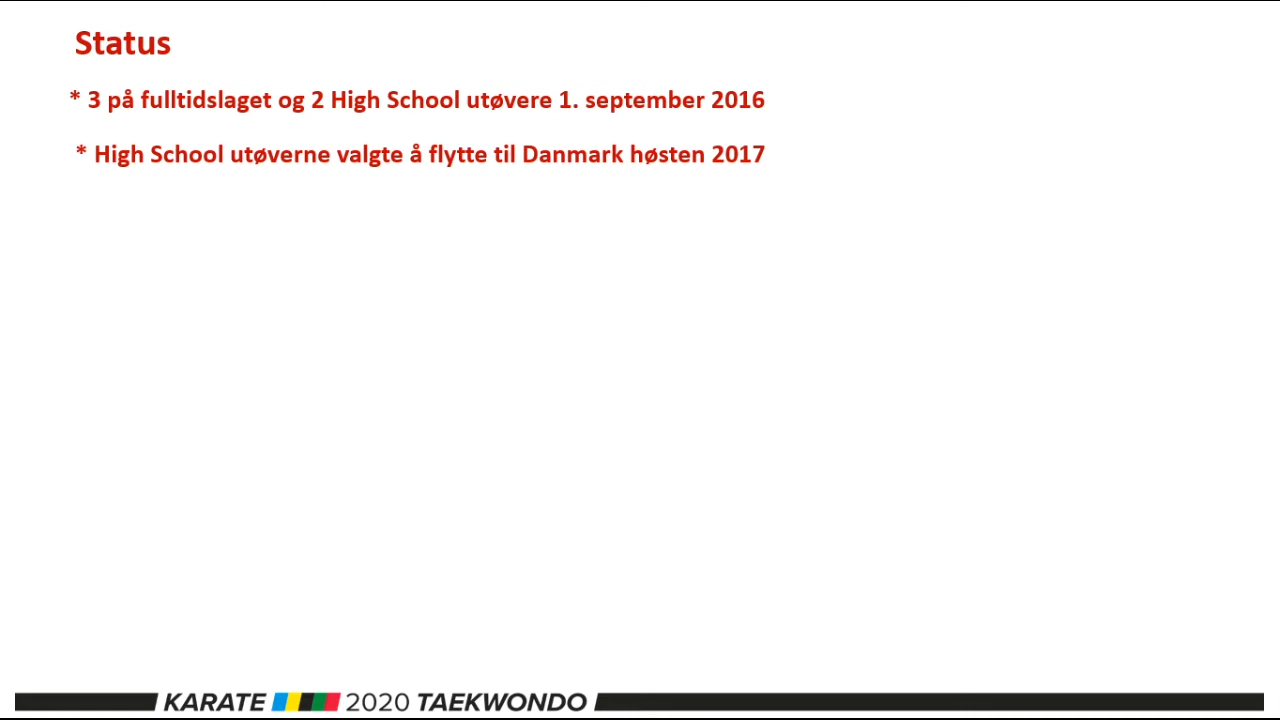 Status
* 3 på fulltidslaget og 2 High School utøvere 1. september 2016
* High School utøverne valgte å flytte til Danmark høsten 2017
KARATE 2020 TAEKWONDO